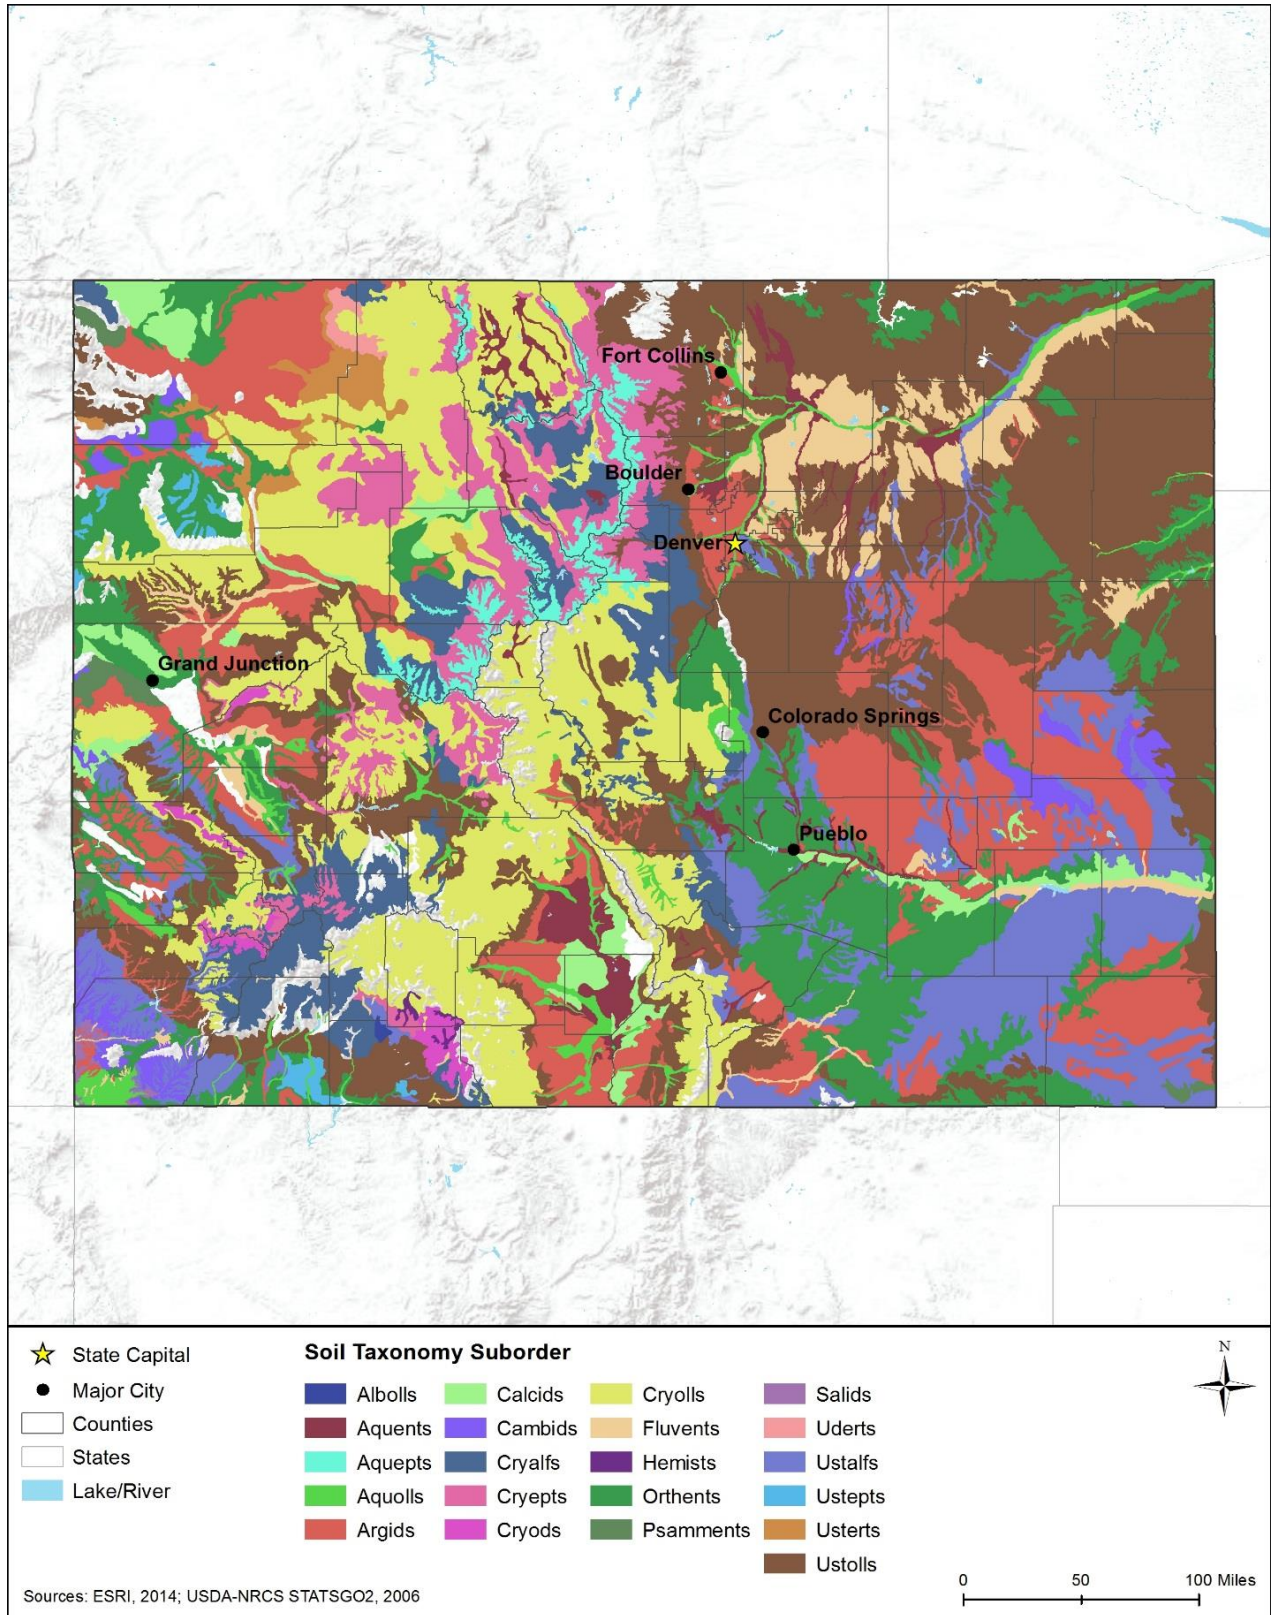 Fort Collins
Boulder
Denver
Grand Junction
Colorado Springs
Pueblo
State Capital
Major City
Counties
States
Lake/River
Soil Taxonomy Suborder
Albolls
Aquents
Aquepts
Aquolls
Argids
Calcids
Cambids
Cryalfs
Cryepts
Cryods
Cryolls
Fluvents
Hemists
Orthents
Psamments
Salids
Uderts
Ustalfs
Ustepts
Usterts
Ustolls
N
0 50 100 Miles
Sources: ESRI, 2014; USDA-NRCS STATSGO2, 2006